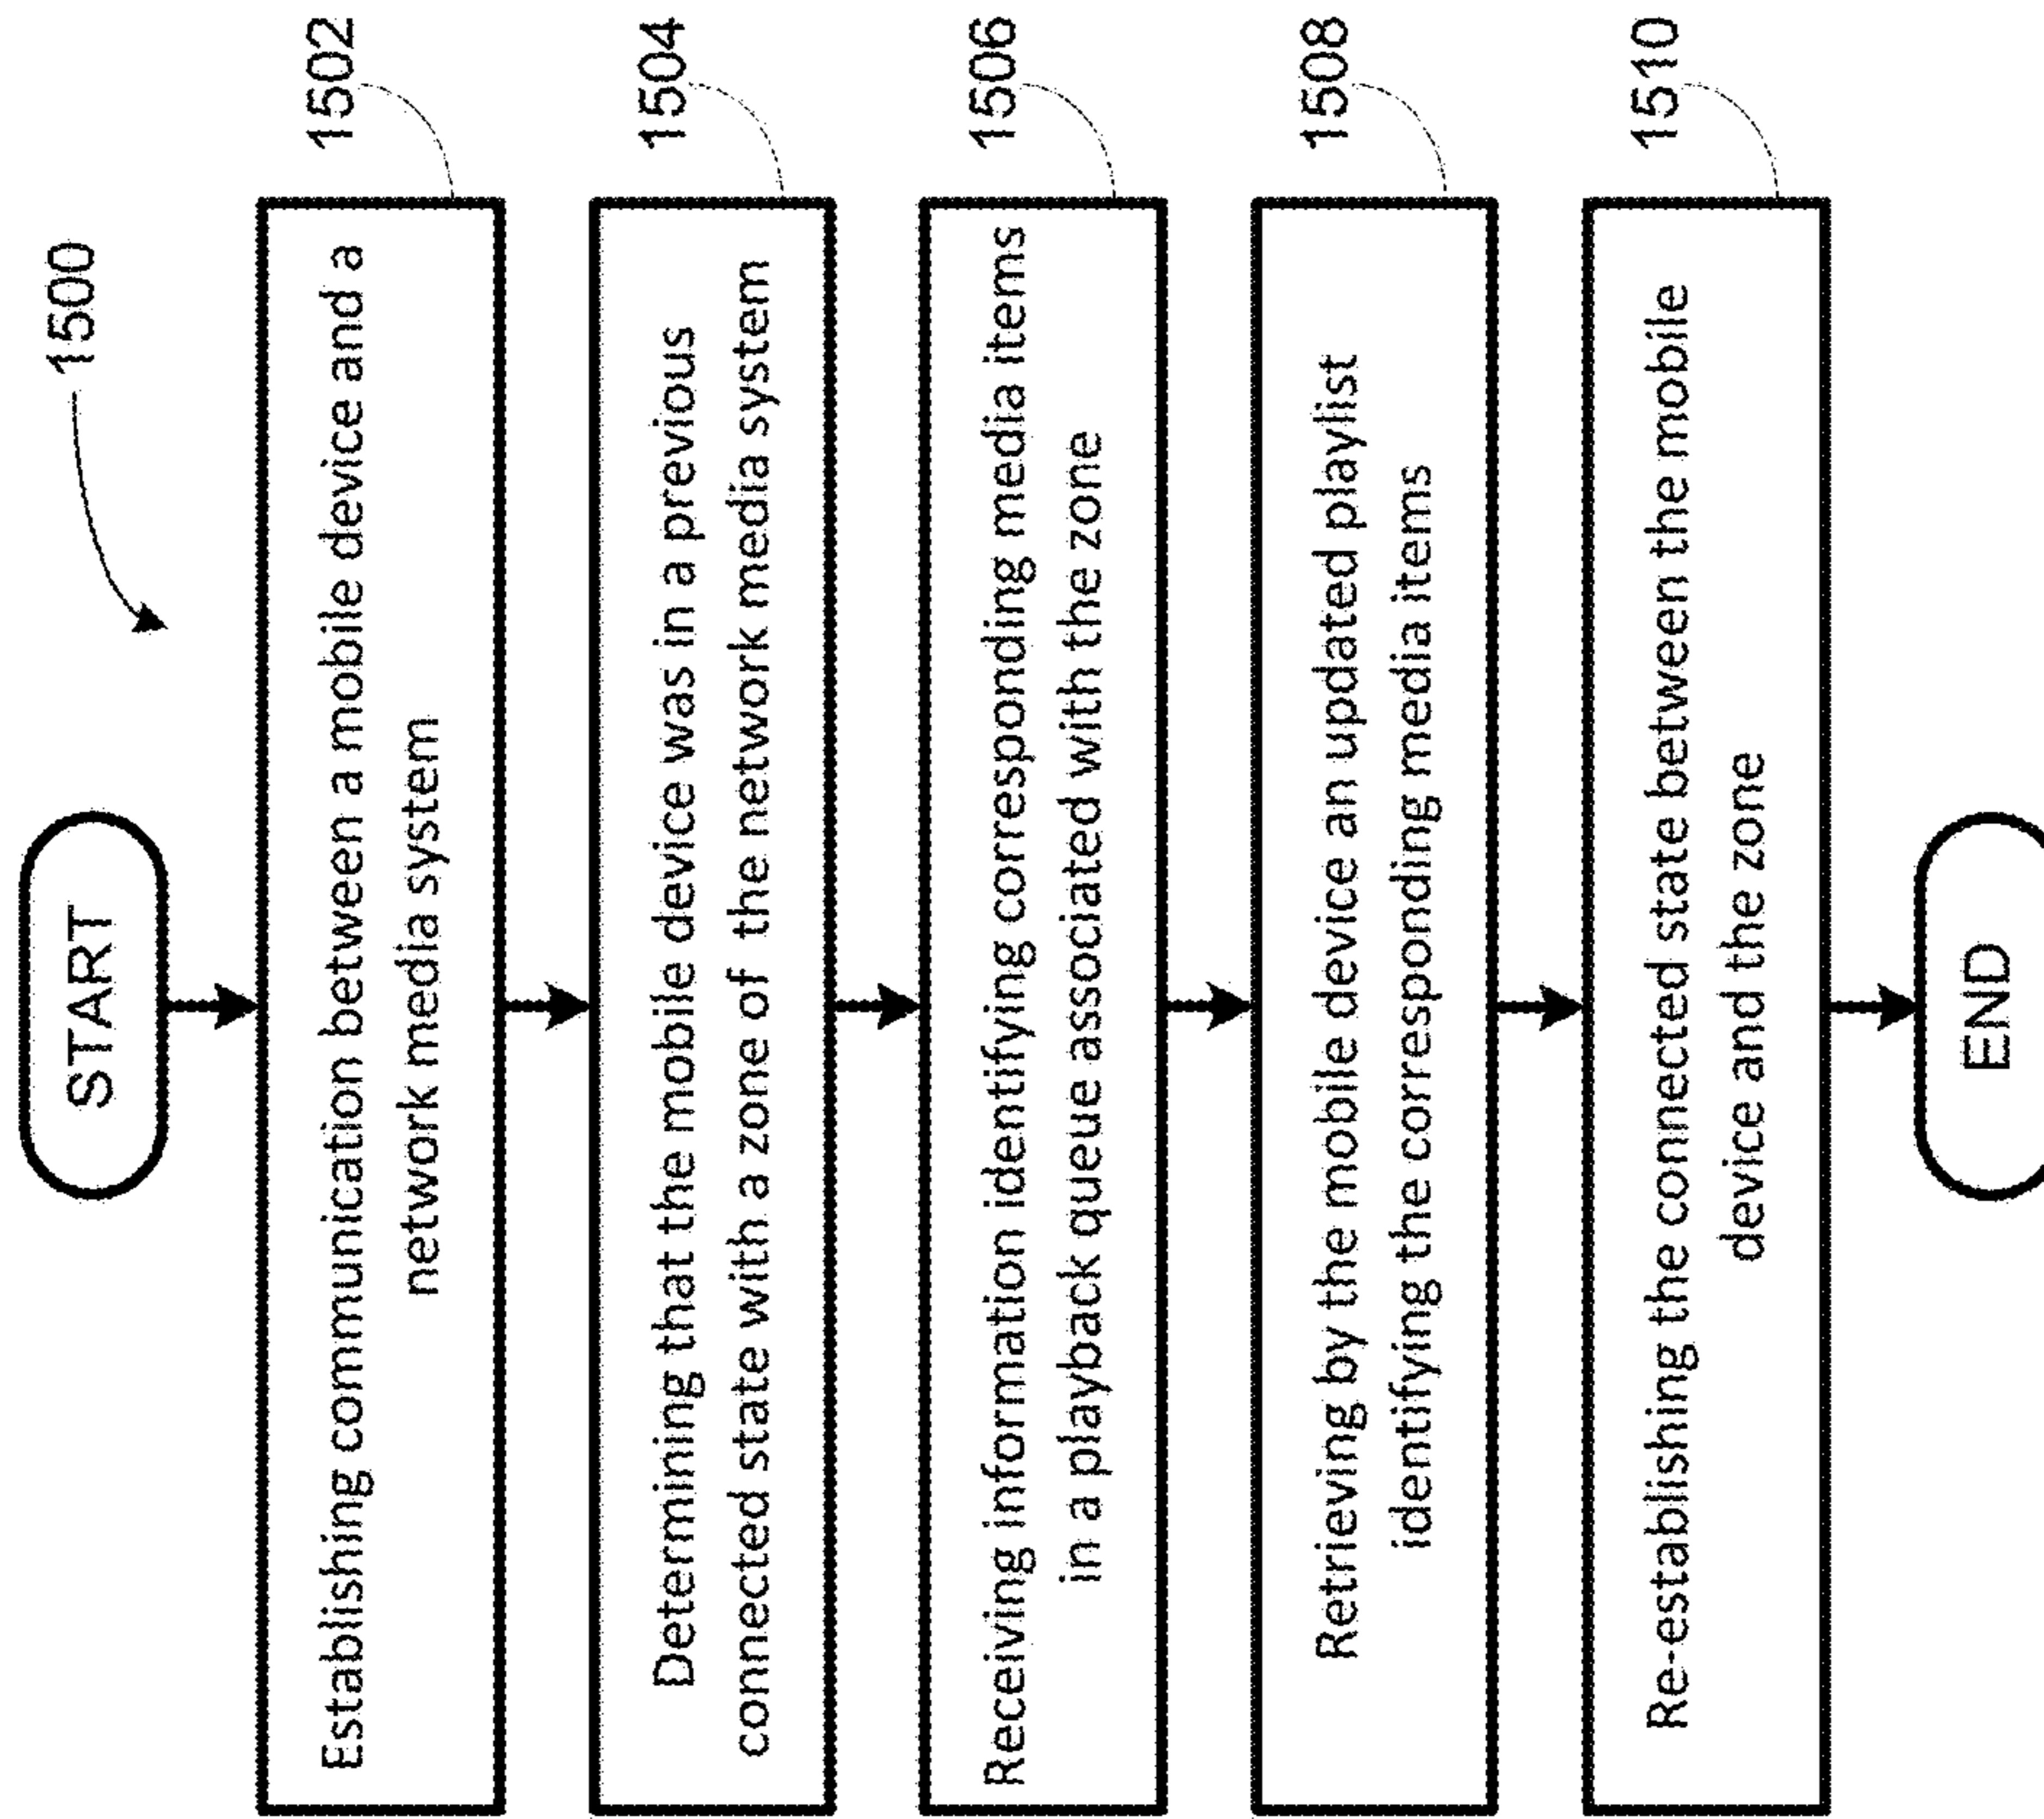 1500
START
Establishing communication between a mobile device and a
network media system
1502
Determining that the mobile device was in a previous
connected state with a zone of the network media system
1504
Receiving information identifying corresponding media items
in a playback queue associated with the zone
1506
Retrieving by the mobile device an updated playlist
identifying the corresponding media items
1508
Re-establishing the connected state between the mobile
device and the zone
1510
END